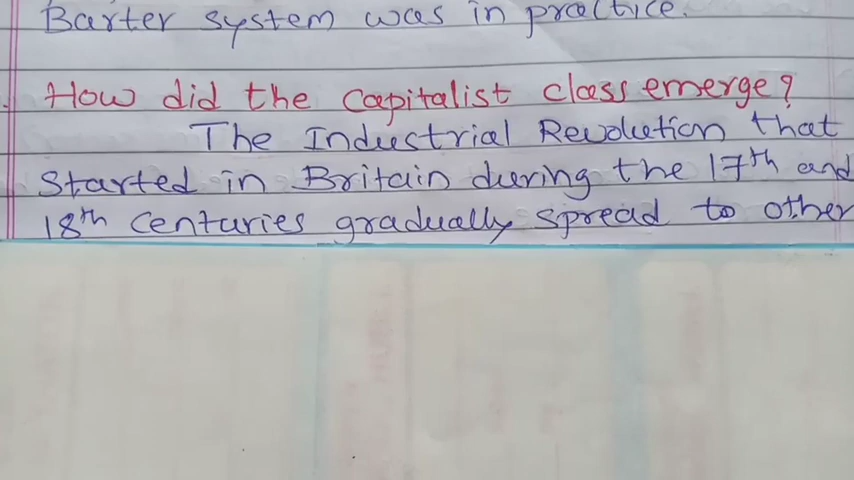 Barter system was in practice.
How did the capitalist class emerge?
The Industrial Revolution that
started in Britain during the 17th and
18th centuries gradually spread to other